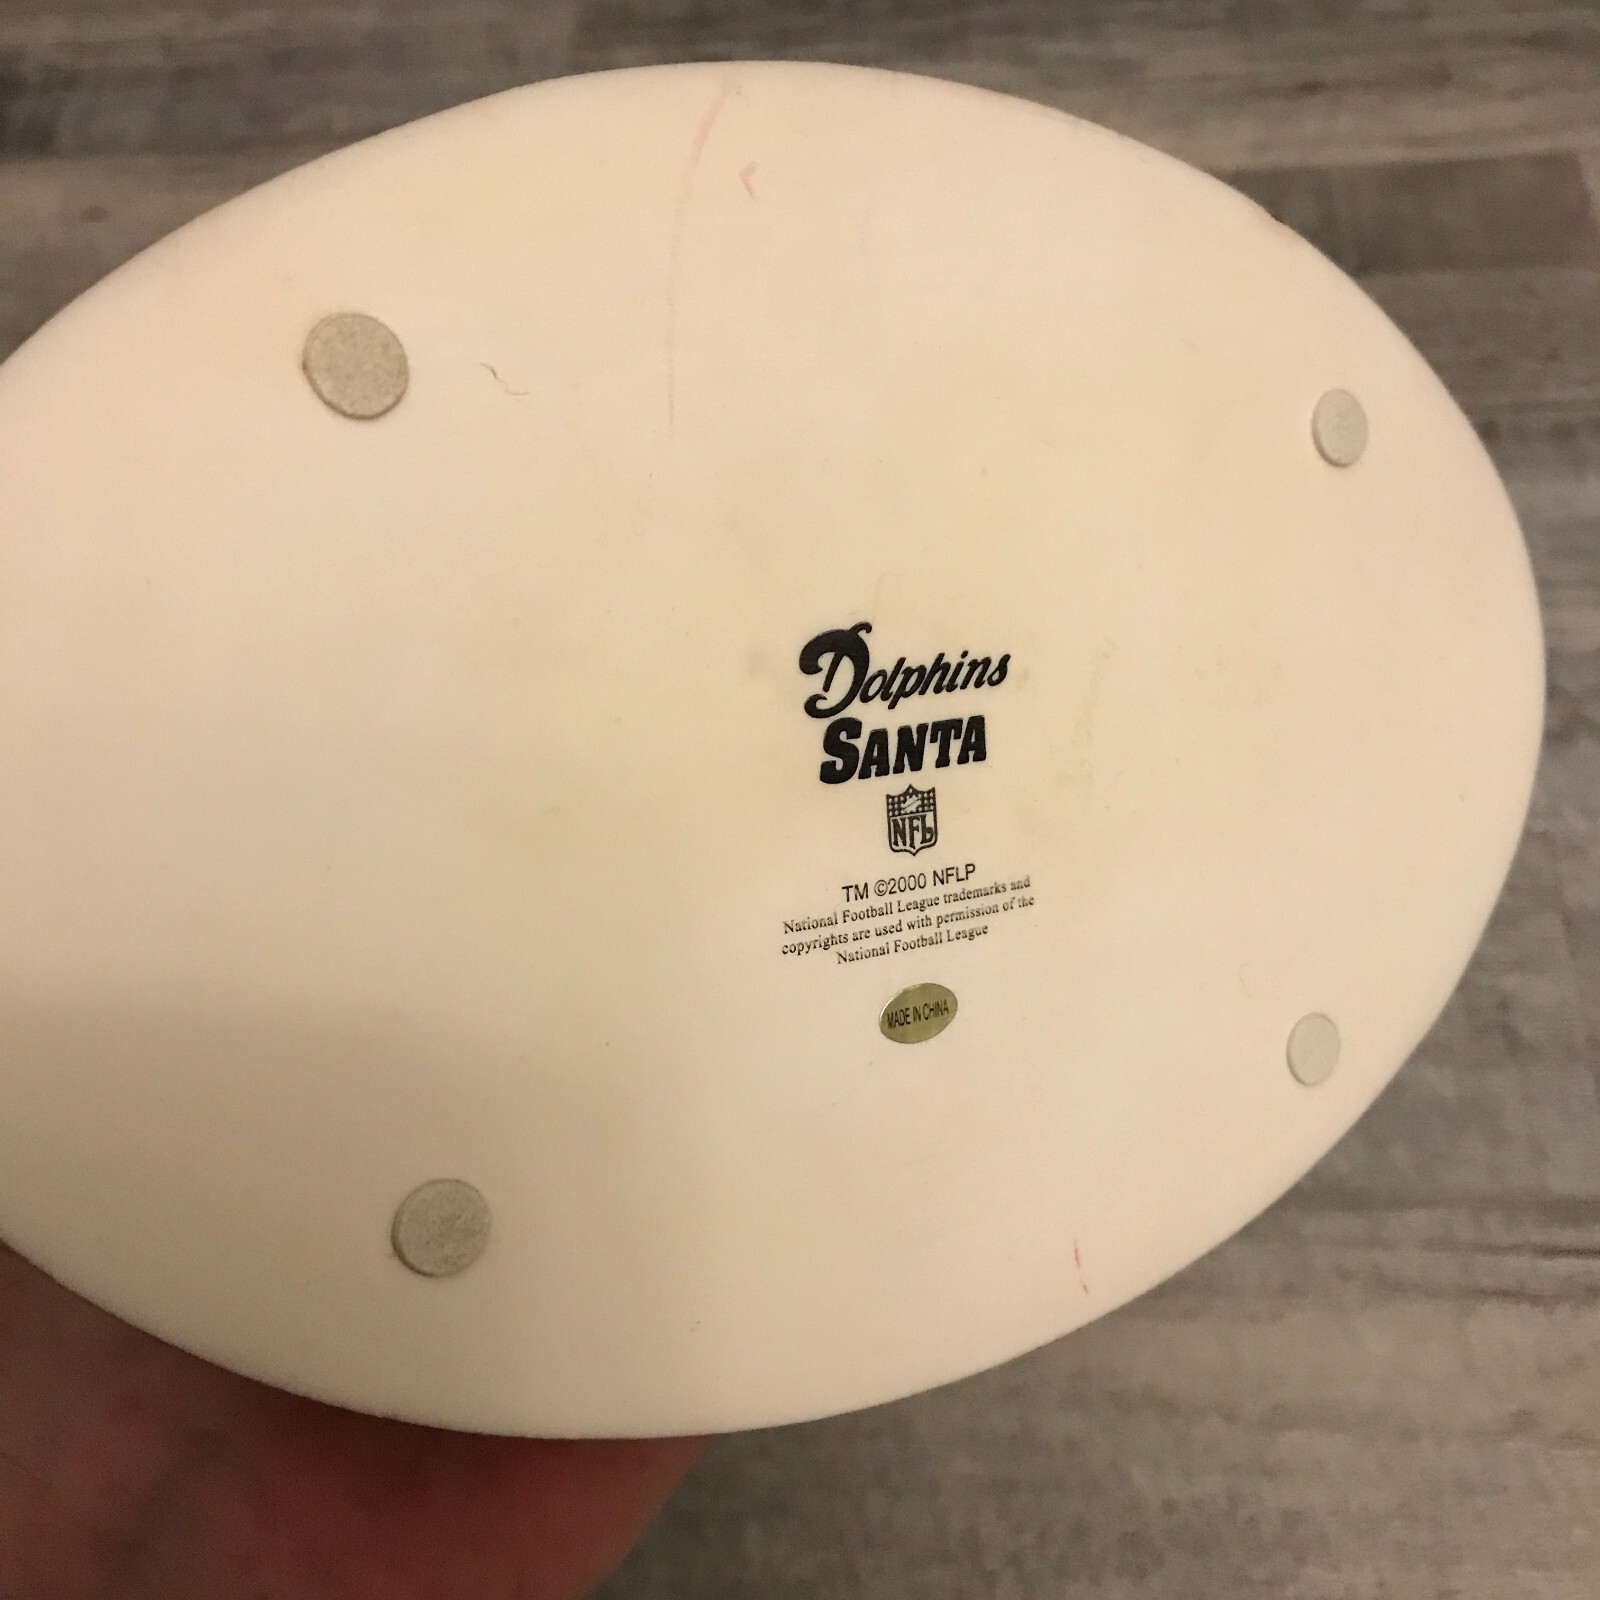 Dolphins
SANTA
NFL
TM ©2000 NFLP
National Football League trademarks and
copyrights are used with permission of the
National Football League
MADE IN CHINA